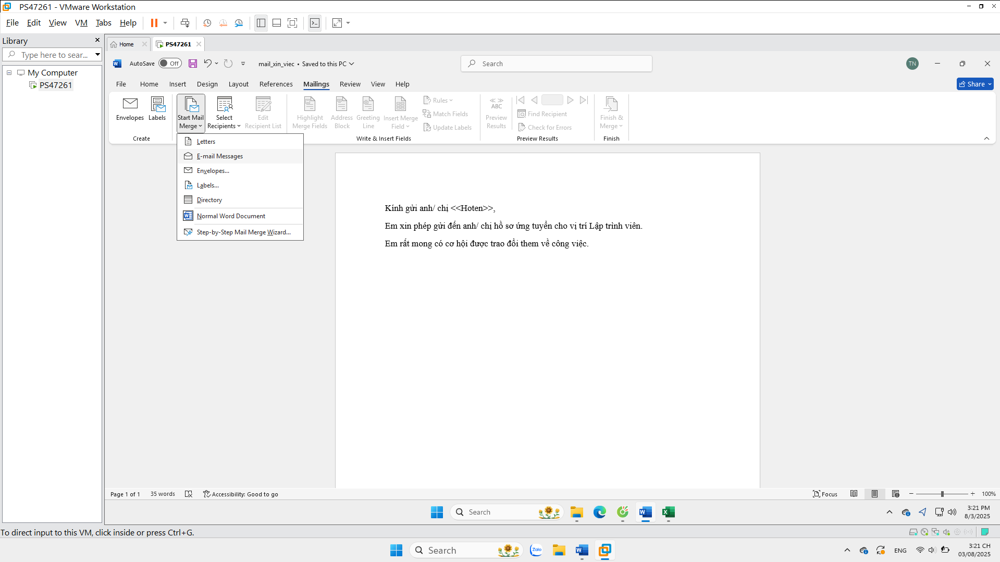 PS47261 - VMware Workstation
File Edit View VM Tabs Help
Library
Type here to sear...
My Computer
PS47261
Home
PS47261
AutoSave Off
mail_xin_viec • Saved to this PC
Search
TN
File Home Insert Design Layout References Mailings Review View Help
Share
Envelopes
Labels
Create
Start Mail Merge
Select Recipients
Edit Recipient List
Highlight Merge Fields
Address Block
Greeting Line
Insert Merge Field
Rules
Match Fields
Update Labels
Write & Insert Fields
ABC
Preview Results
Find Recipient
Check for Errors
Preview Results
Finish & Merge
Finish
Letters
E-mail Messages
Envelopes...
Labels...
Directory
Normal Word Document
Step-by-Step Mail Merge Wizard...
Kính gửi anh/ chị <<Hoten>>,
Em xin phép gửi đến anh/ chị hồ sơ ứng tuyển cho vị trí Lập trình viên.
Em rất mong có cơ hội được trao đổi them về công việc.
Page 1 of 1 35 words Accessibility: Good to go
Focus
100%
Search
3:21 PM
8/3/2025
To direct input to this VM, click inside or press Ctrl+G.
Search
Zalo
ENG
3:21 CH
03/08/2025